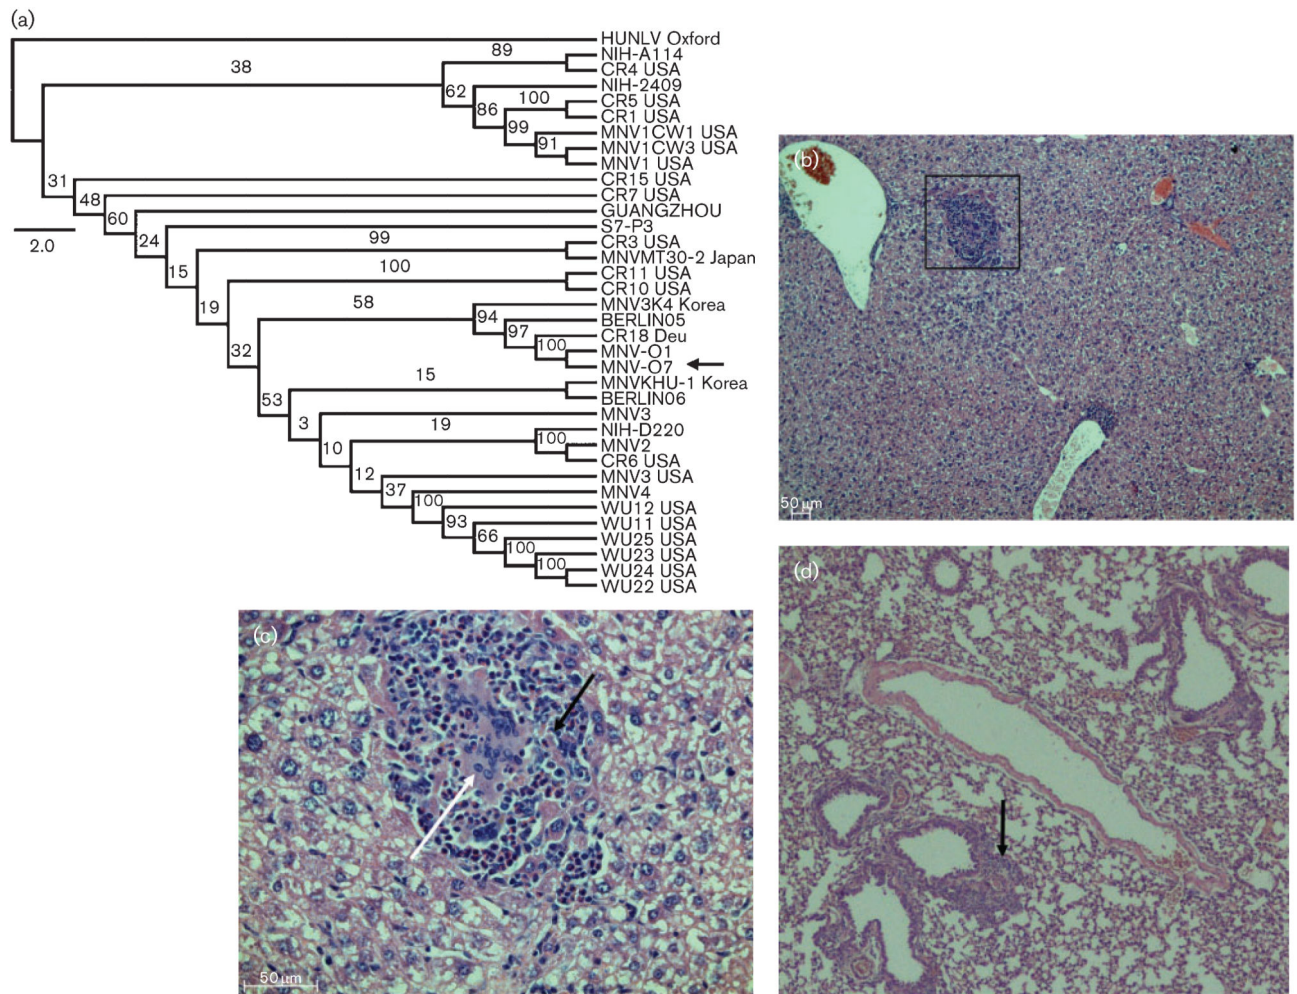 (a)
HUNLV Oxford
89
NIH-A114
CR4 USA
38
62
NIH-2409
86
100
CR5 USA
CR1 USA
99
MNV1CW1 USA
91
MNV1CW3 USA
MNV1 USA
31
CR15 USA
48
CR7 USA
60
GUANGZHOU
24
S7-P3
2.0
99
CR3 USA
MNVMT30-2 Japan
15
100
CR11 USA
CR10 USA
19
58
MNV3K4 Korea
94
BERLIN05
97
CR18 Deu
100
MNV-O1
MNV-O7
32
15
MNVKHU-1 Korea
BERLIN06
53
3
MNV3
19
NIH-D220
100
MNV2
CR6 USA
10
12
MNV3 USA
37
MNV4
100
WU12 USA
93
WU11 USA
66
WU25 USA
100
WU23 USA
100
WU24 USA
WU22 USA
(b)
50 μm
(c)
50 μm
(d)